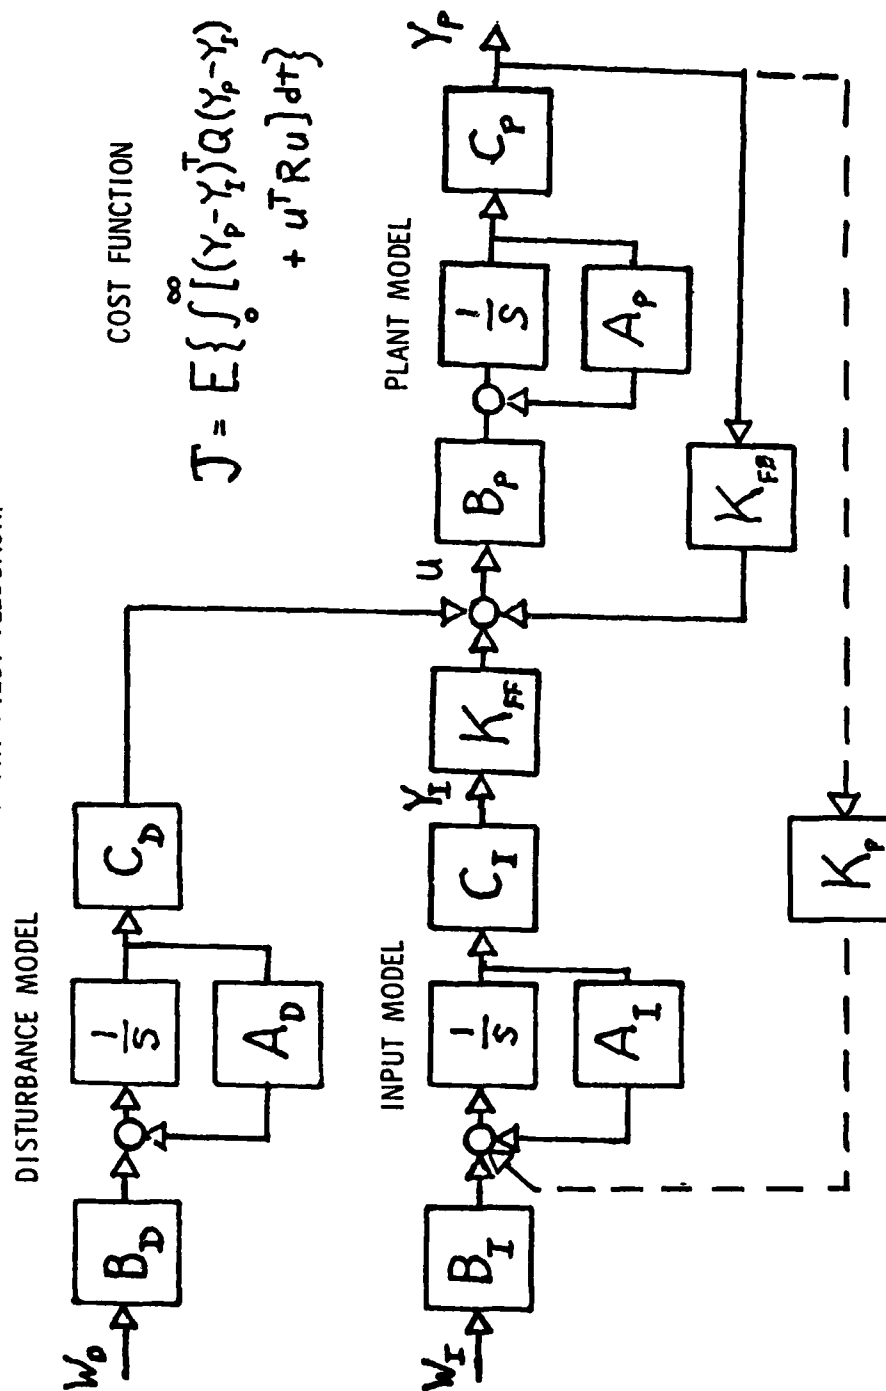 COST FUNCTION
J = E{∫₀^∞ [(Y_P-Y_I)^T Q(Y_P-Y_I)
+ u^T R u] dt}
DISTURBANCE MODEL
W_D
B_D
1/S
A_D
C_D
INPUT MODEL
W_I
B_I
1/S
A_I
C_I
Y_I
K_FF
u
PLANT MODEL
B_P
1/S
A_P
C_P
Y_P
K_FB
K_P